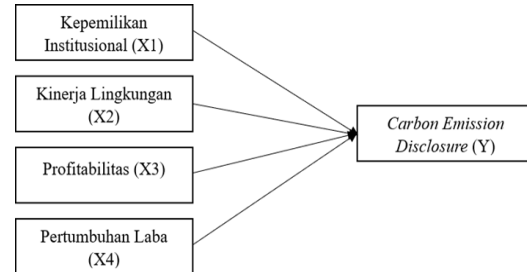 Kepemilikan
Institusional (X1)
Kinerja Lingkungan
(X2)
Profitabilitas (X3)
Pertumbuhan Laba
(X4)
Carbon Emission
Disclosure (Y)